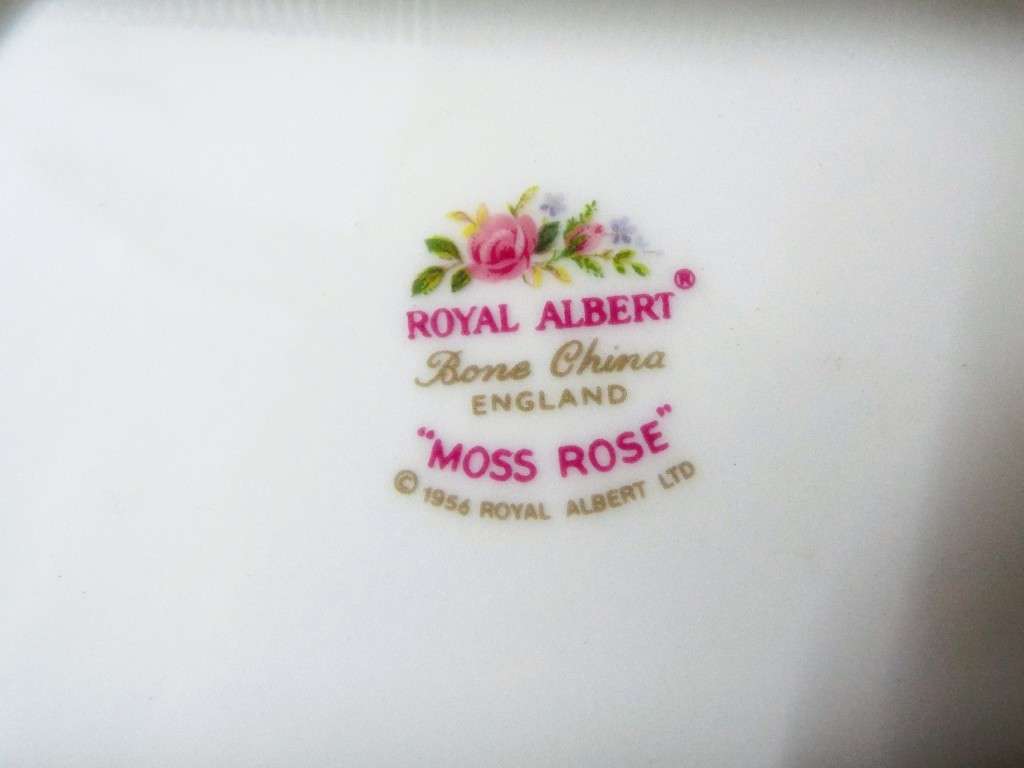 ROYAL ALBERT®
Bone China
ENGLAND
"MOSS ROSE"
© 1956 ROYAL ALBERT LTD